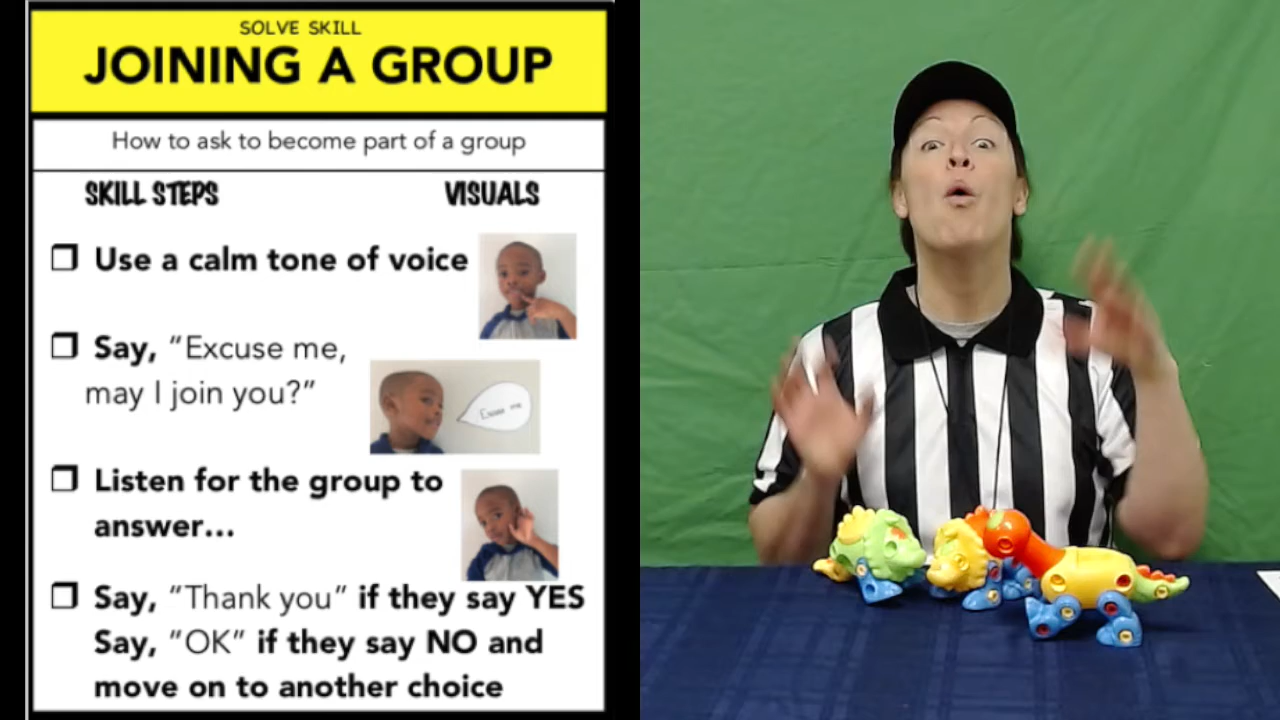 SOLVE SKILL
JOINING A GROUP
How to ask to become part of a group
SKILL STEPS VISUALS
Use a calm tone of voice
Say, “Excuse me,
may I join you?”
Excuse me
Listen for the group to
answer...
Say, “Thank you” if they say YES
Say, “OK” if they say NO and
move on to another choice